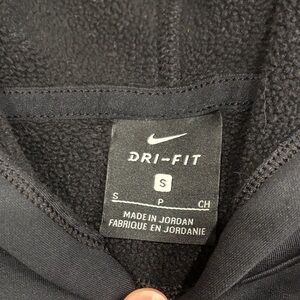 DRI-FIT
S
S P CH
MADE IN JORDAN
FABRIQUE EN JORDANIE